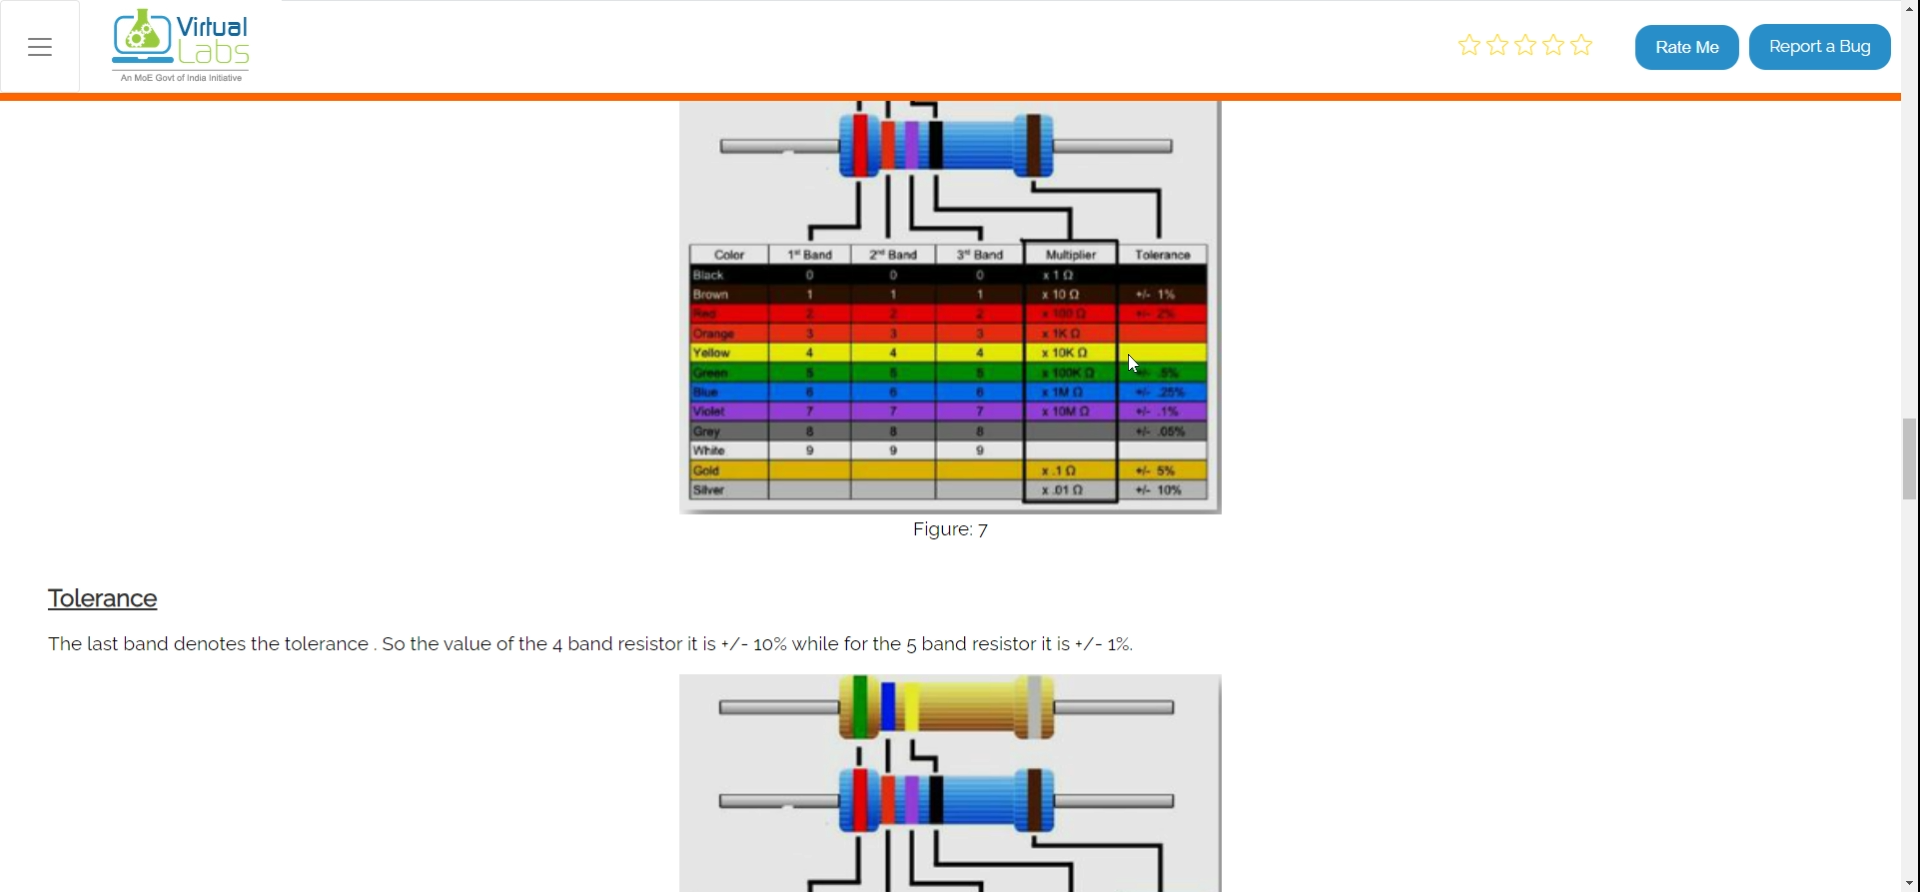 Virtual
Labs
An MoE Govt of India Initiative
Rate Me
Report a Bug
Color 1st Band 2nd Band 3rd Band Multiplier Tolerance
Black 0 0 0 x 1 Ω
Brown 1 1 1 x 10 Ω +/- 1%
Red 2 2 2 x 100 Ω +/- 2%
Orange 3 3 3 x 1K Ω
Yellow 4 4 4 x 10K Ω
Green 5 5 5 x 100K Ω .5%
Blue 6 6 6 x 1M Ω +/- .25%
Violet 7 7 7 x 10M Ω +/- .1%
Grey 8 8 8 +/- .05%
White 9 9 9
Gold x .1 Ω +/- 5%
Silver x .01 Ω +/- 10%
Figure: 7
Tolerance
The last band denotes the tolerance . So the value of the 4 band resistor it is +/- 10% while for the 5 band resistor it is +/- 1%.